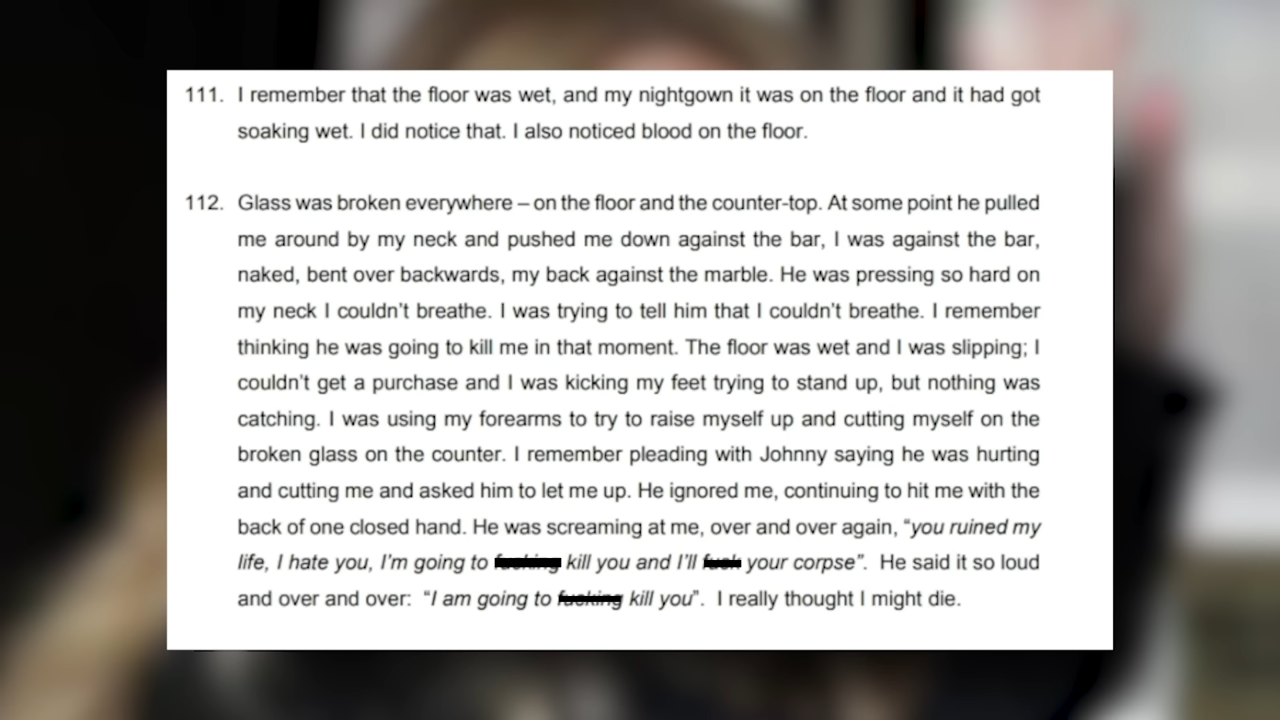 111. I remember that the floor was wet, and my nightgown it was on the floor and it had got
soaking wet. I did notice that. I also noticed blood on the floor.
112. Glass was broken everywhere – on the floor and the counter-top. At some point he pulled
me around by my neck and pushed me down against the bar, I was against the bar,
naked, bent over backwards, my back against the marble. He was pressing so hard on
my neck I couldn't breathe. I was trying to tell him that I couldn't breathe. I remember
thinking he was going to kill me in that moment. The floor was wet and I was slipping; I
couldn't get a purchase and I was kicking my feet trying to stand up, but nothing was
catching. I was using my forearms to try to raise myself up and cutting myself on the
broken glass on the counter. I remember pleading with Johnny saying he was hurting
and cutting me and asked him to let me up. He ignored me, continuing to hit me with the
back of one closed hand. He was screaming at me, over and over again, “you ruined my
life, I hate you, I'm going to fucking kill you and I'll fuck your corpse”. He said it so loud
and over and over: “I am going to fucking kill you”. I really thought I might die.